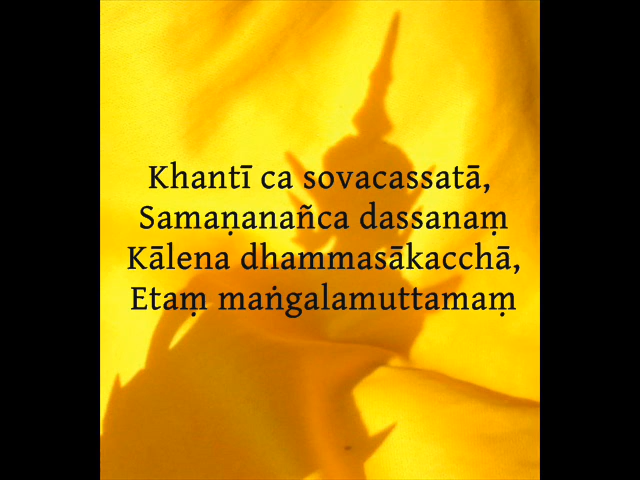 Khantī ca sovacassatā,
Samaṇanañca dassanaṃ
Kālena dhammasākacchā,
Etaṃ maṅgalamuttamaṃ